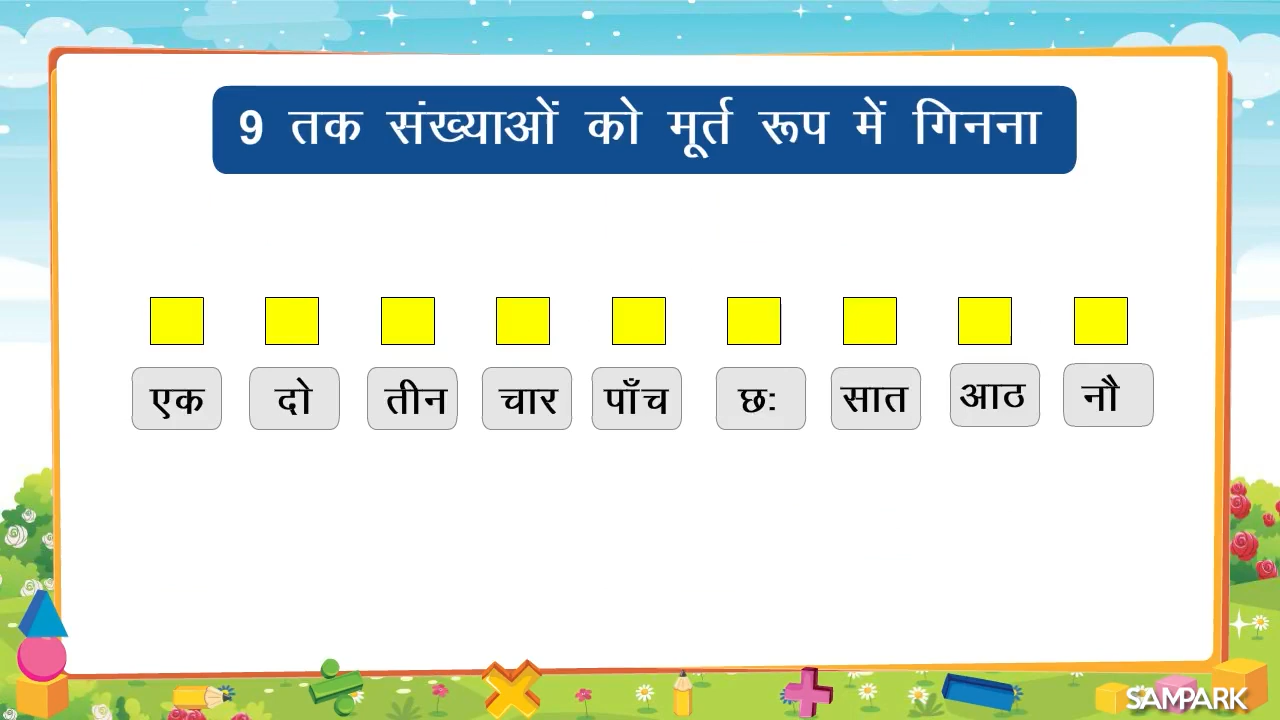 9 तक संख्याओं को मूर्त रूप में गिनना
एक दो तीन चार पाँच छः सात आठ नौ
SAMPARK